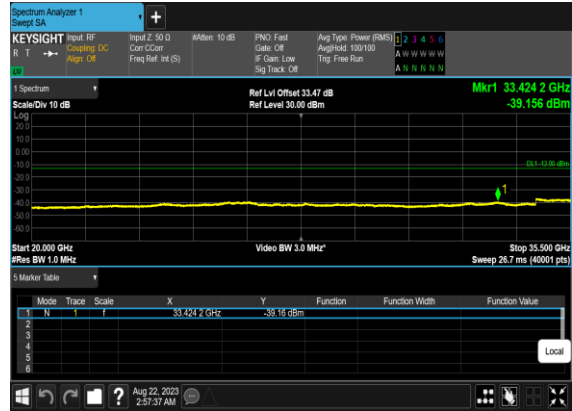 Spectrum Analyzer 1
Swept SA
+
KEYSIGHT Input: RF Input Z: 50 Ω #Atten: 10 dB PNO: Fast Avg Type: Power (RMS) 1 2 3 4 5 6
R T Coupling: DC Corr CCorr Gate: Off Avg|Hold: 100/100 A W W W W W
Align: Off Freq Ref: Int (S) IF Gain: Low Trig: Free Run
Sig Track: Off A N N N N N
1 Spectrum
Ref Lvl Offset 33.47 dB Mkr1 33.424 2 GHz
Scale/Div 10 dB Ref Level 30.00 dBm -39.156 dBm
Log
20.0
10.0
0.00
-10.0
DL1 -13.00 dBm
-20.0
-30.0
1
-40.0
-50.0
-60.0
Start 20.000 GHz Video BW 3.0 MHz* Stop 35.500 GHz
#Res BW 1.0 MHz Sweep 26.7 ms (40001 pts)
5 Marker Table
Mode Trace Scale X Y Function Function Width Function Value
1 N 1 f 33.424 2 GHz -39.16 dBm
2
3
4
5
6
Local
? Aug 22, 2023
2:57:37 AM